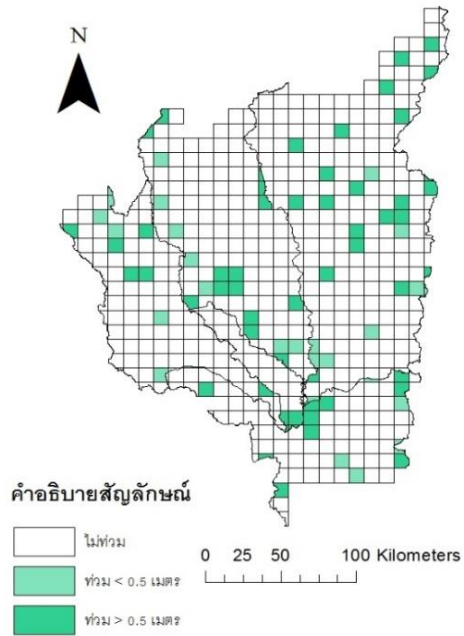 N
คำอธิบายสัญลักษณ์
ไม่ท่วม
ท่วม < 0.5 เมตร
ท่วม > 0.5 เมตร
0 25 50 100 Kilometers